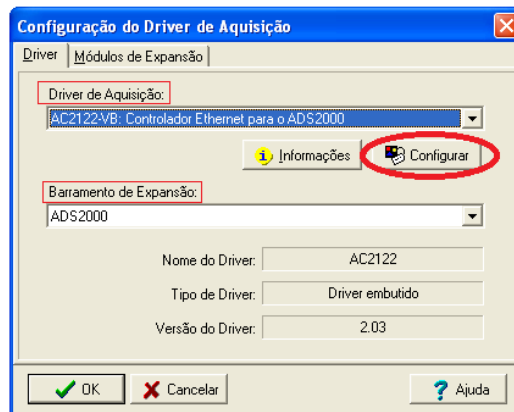 Configuração do Driver de Aquisição
Driver
Módulos de Expansão
Driver de Aquisição:
AC2122-VB: Controlador Ethernet para o ADS2000
Informações
Configurar
Barramento de Expansão:
ADS2000
Nome do Driver: AC2122
Tipo de Driver: Driver embutido
Versão do Driver: 2.03
OK
Cancelar
Ajuda